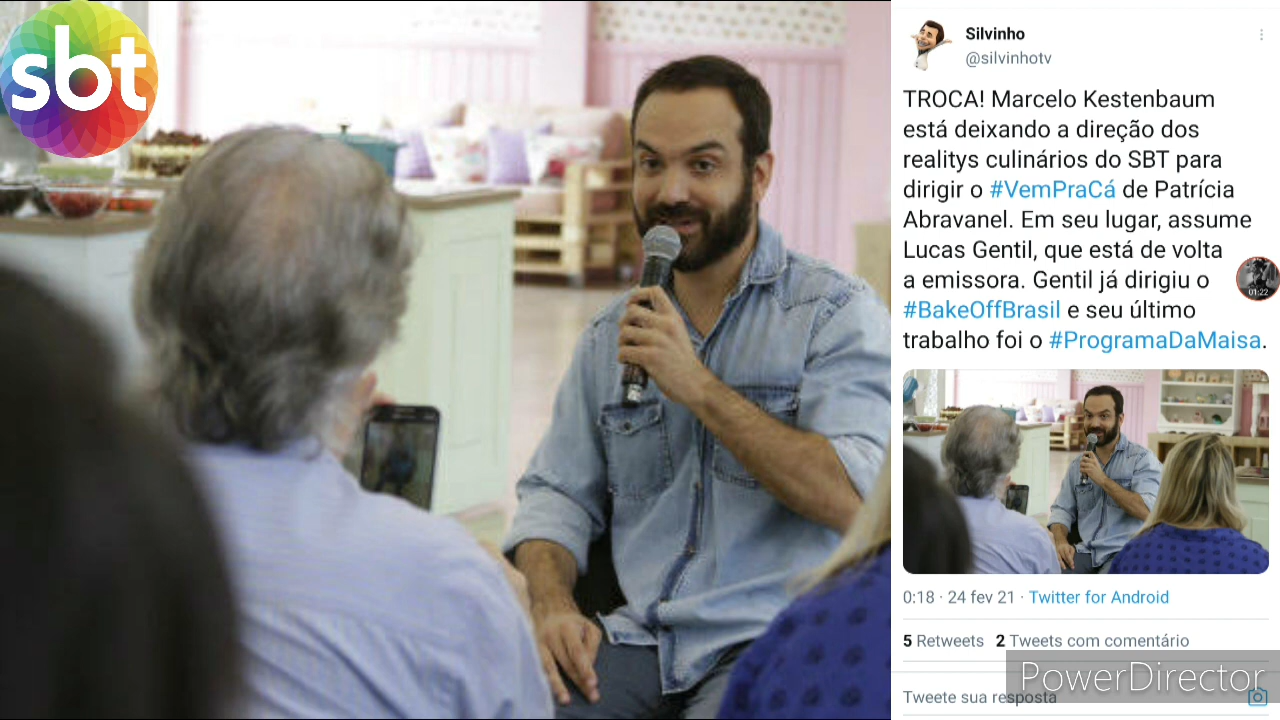 sbt
Silvinho
@silvinhotv
TROCA! Marcelo Kestenbaum
está deixando a direção dos
realitys culinários do SBT para
dirigir o #VemPraCá de Patrícia
Abravanel. Em seu lugar, assume
Lucas Gentil, que está de volta
a emissora. Gentil já dirigiu o
01:22
#BakeOffBrasil e seu último
trabalho foi o #ProgramaDaMaisa.
0:18 · 24 fev 21 · Twitter for Android
5 Retweets 2 Tweets com comentário
PowerDirector
Tweete sua resposta